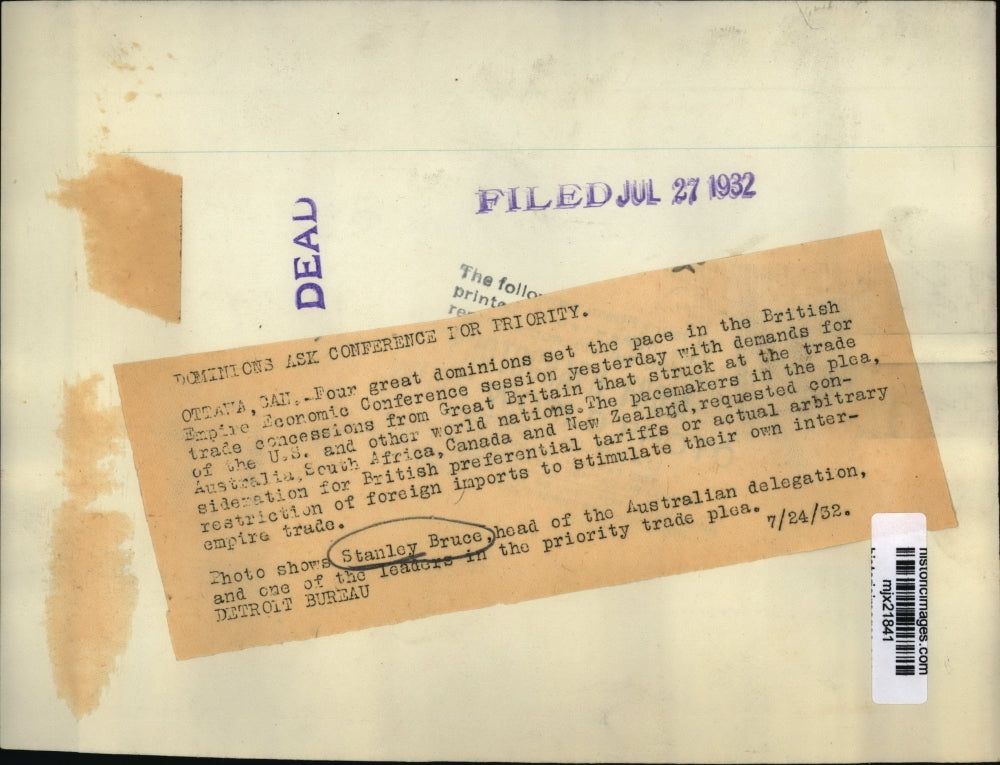 FILED JUL 27 1932
DEAD
The follo
printe
re
DOMINIONS ASK CONFERENCE FOR PRIORITY.
OTTAWA, CAN.-Four great dominions set the pace in the British
Empire Economic Conference session yesterday with demands for
trade concessions from Great Britain that struck at the trade
of the U.S. and other world nations.The pacemakers in the plea,
Australia,South Africa,Canada and New Zealand,requested con-
sideration for British preferential tariffs or actual arbitrary
restriction of foreign imports to stimulate their own inter-
empire trade.
Photo shows Stanley Bruce,head of the Australian delegation,
and one of the leaders in the priority trade plea. 7/24/32.
DETROIT BUREAU
historicimages.com
mjx21841